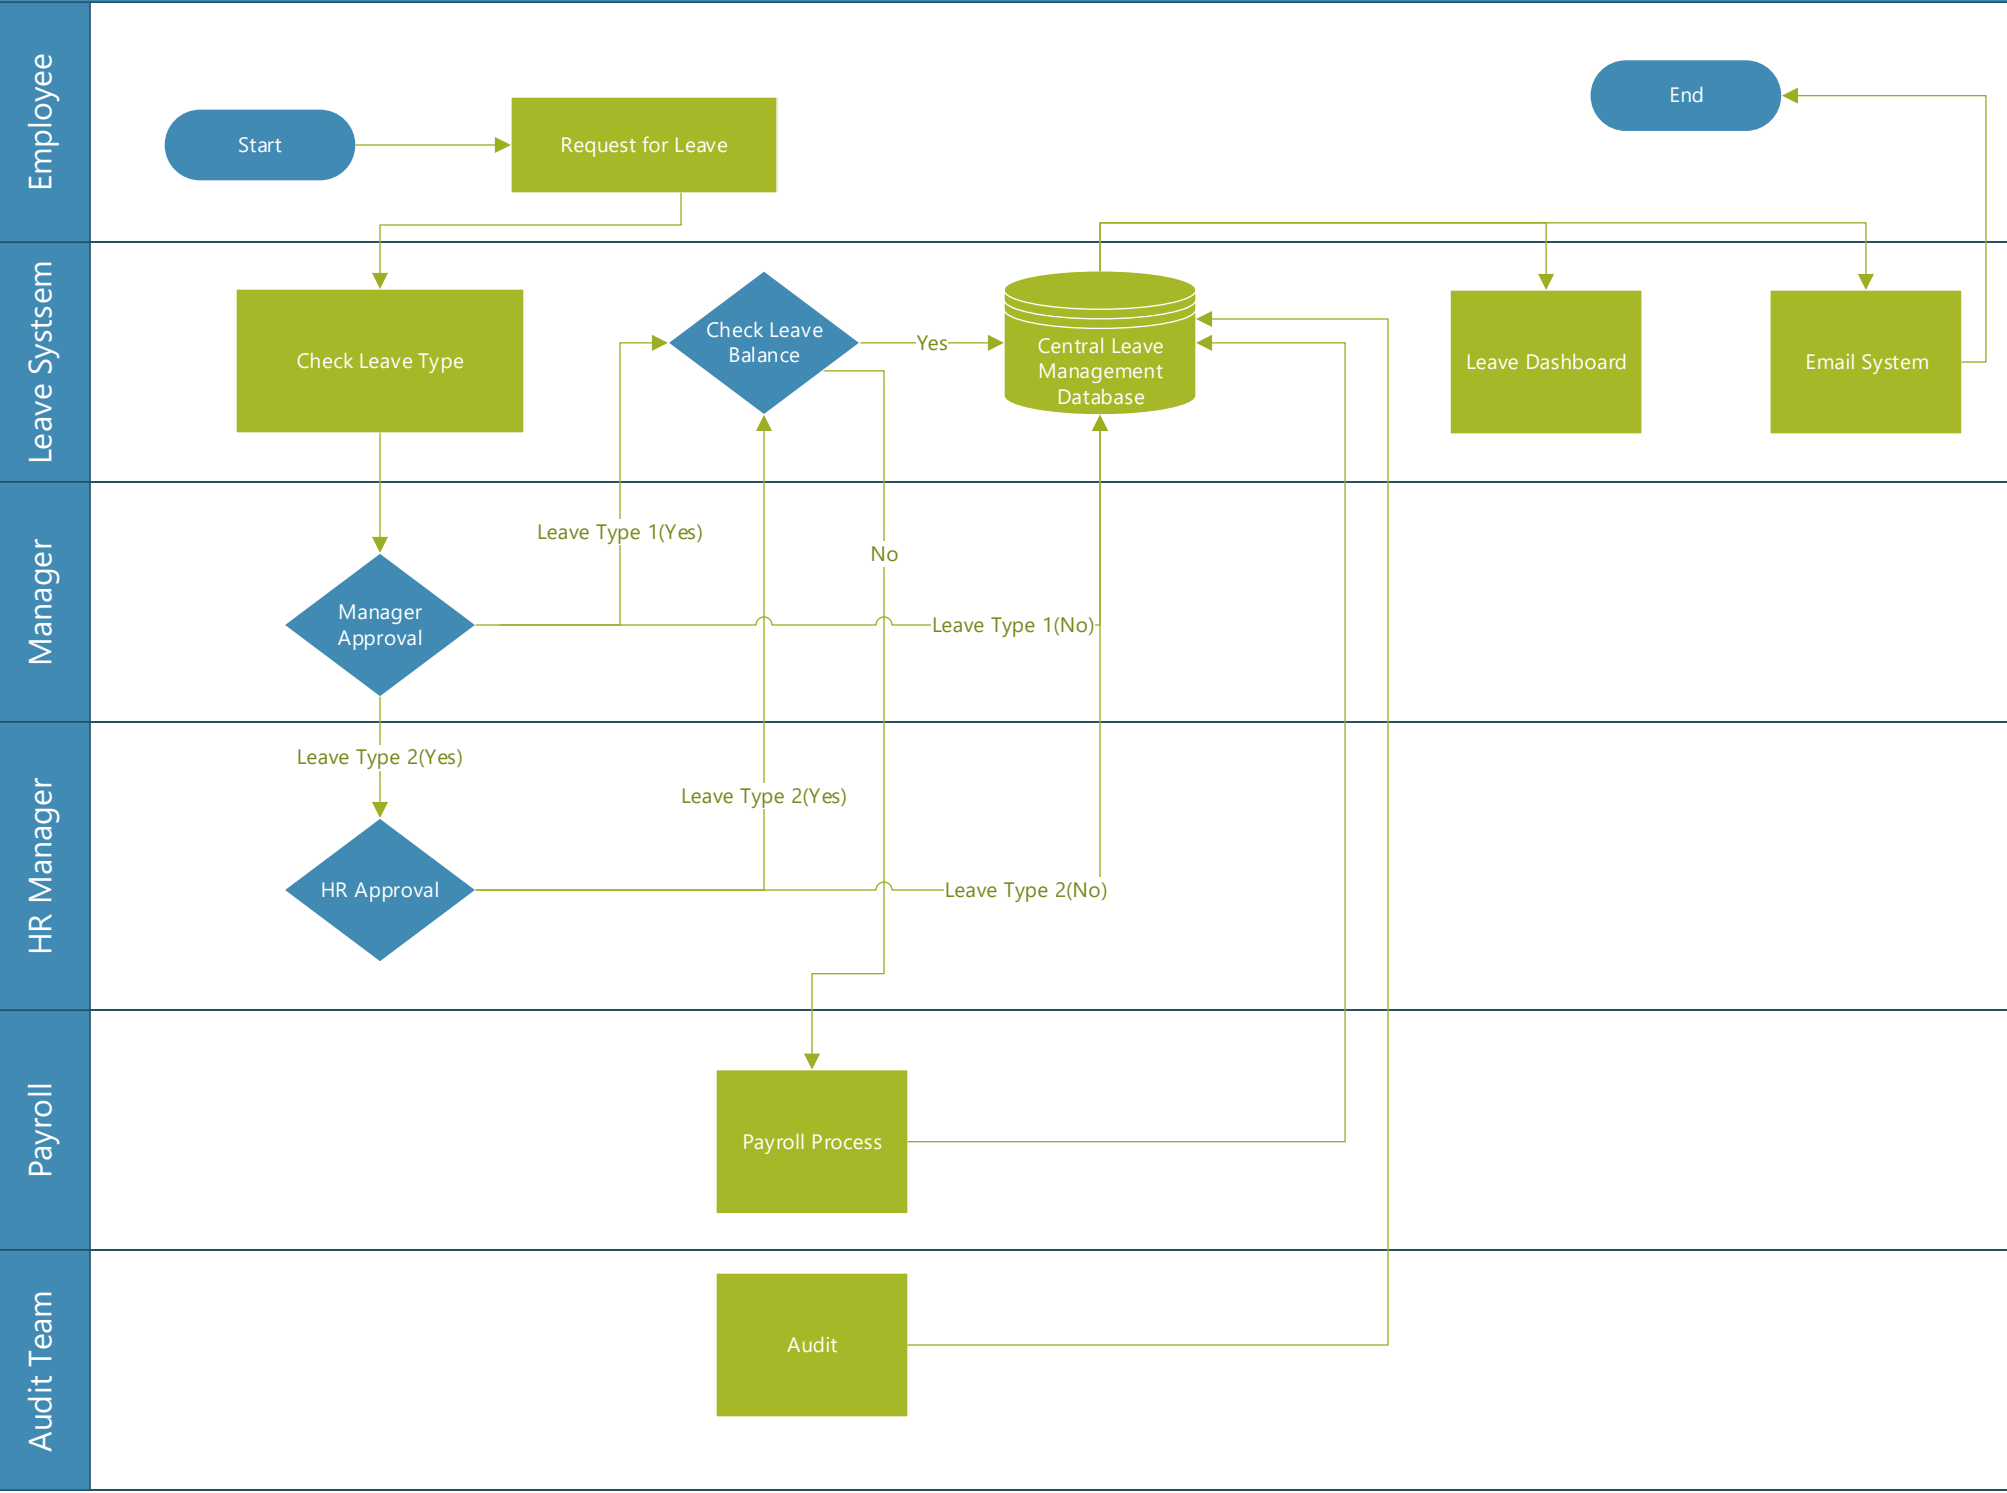 Employee
Start
Request for Leave
End
Leave Systsem
Check Leave Type
Check Leave
Balance
Yes
Central Leave
Management
Database
Leave Dashboard
Email System
Manager
Leave Type 1(Yes)
No
Manager
Approval
Leave Type 1(No)
HR Manager
Leave Type 2(Yes)
Leave Type 2(Yes)
HR Approval
Leave Type 2(No)
Payroll
Payroll Process
Audit Team
Audit